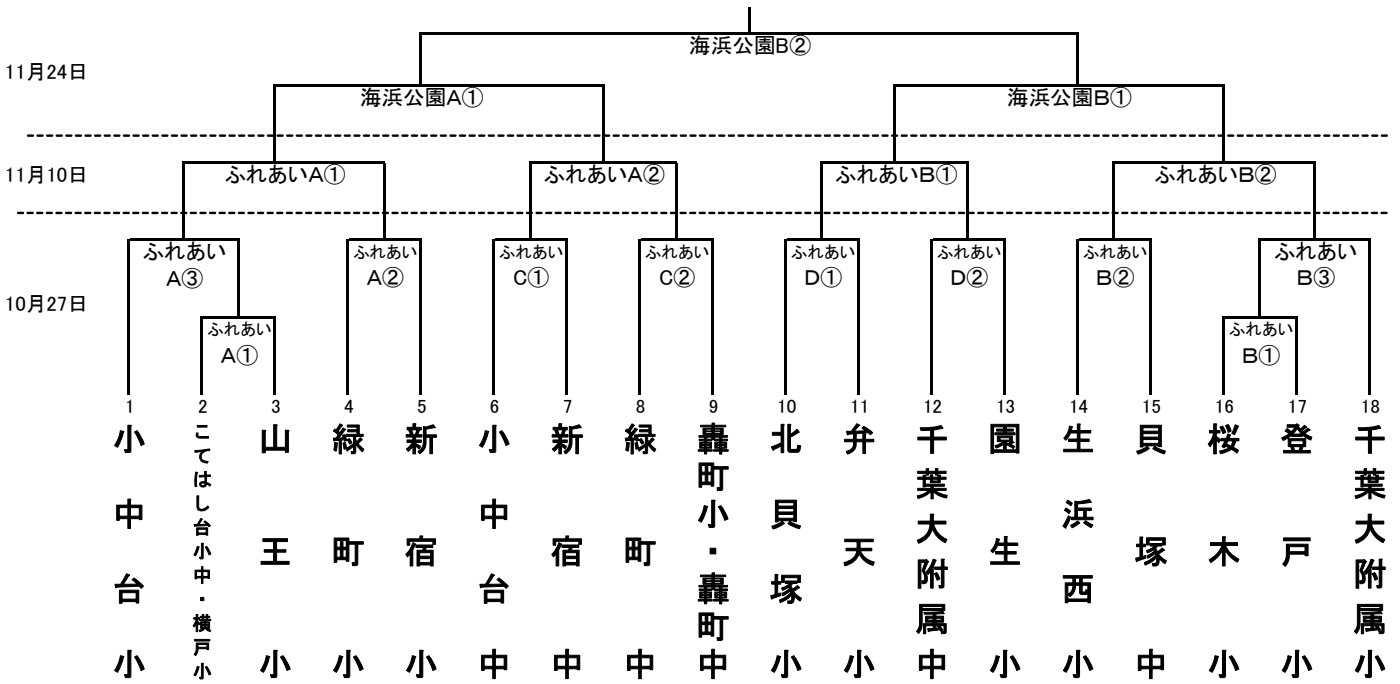 海浜公園B②
11月24日
海浜公園A①
海浜公園B①
11月10日
ふれあいA①
ふれあいA②
ふれあいB①
ふれあいB②
ふれあい
A③
ふれあい
A②
ふれあい
C①
ふれあい
C②
ふれあい
D①
ふれあい
D②
ふれあい
B②
ふれあい
B③
10月27日
ふれあい
A①
ふれあい
B①
1
小中台小
2
こてはし台小中・横戸小
3
山王小
4
緑町小
5
新宿小
6
小中台中
7
新宿中
8
緑町中
9
轟町小・轟町中
10
北貝塚小
11
弁天小
12
千葉大附属中
13
園生小
14
生浜西小
15
貝塚中
16
桜木小
17
登戸小
18
千葉大附属小